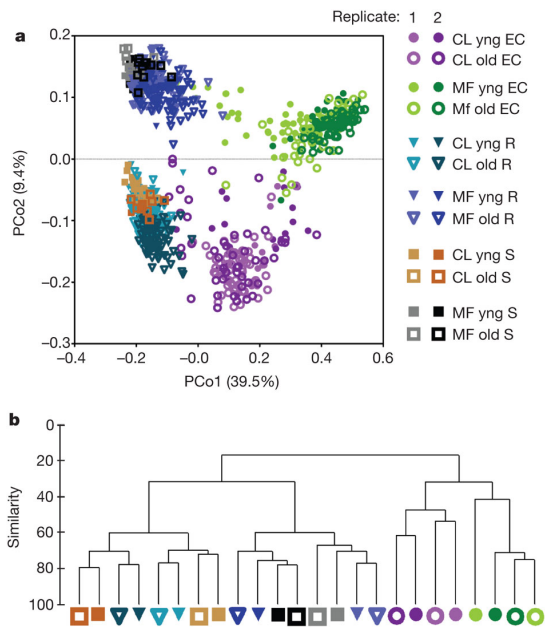 Replicate: 1 2
a
0.2
0.1
0.0
−0.1
−0.2
−0.3
PCo2 (9.4%)
−0.4
−0.2
−0.0
0.2
0.4
0.6
PCo1 (39.5%)
CL yng EC
CL old EC
MF yng EC
Mf old EC
CL yng R
CL old R
MF yng R
MF old R
CL yng S
CL old S
MF yng S
MF old S
b
0
20
40
60
80
100
Similarity